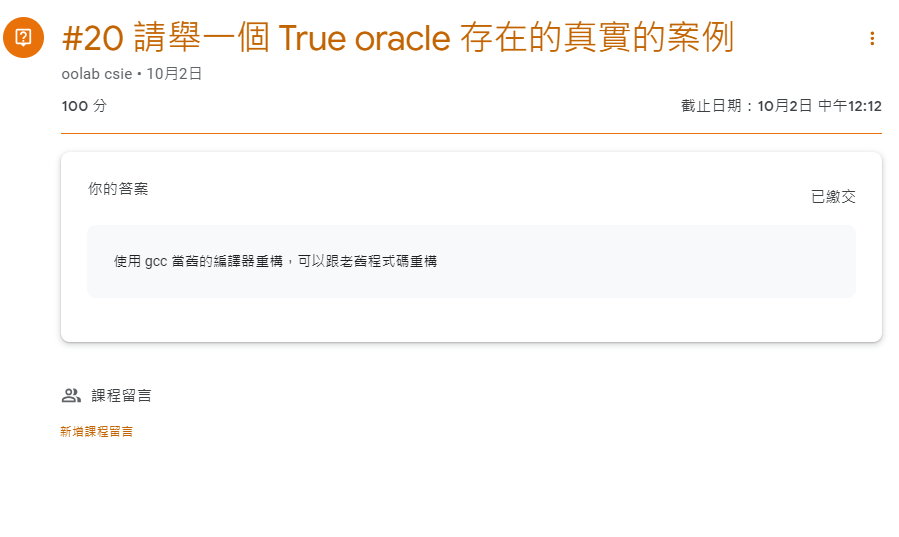 #20 請舉一個 True oracle 存在的真實的案例
oolab csie • 10月2日
100 分
截止日期：10月2日 中午12:12
你的答案
已繳交
使用 gcc 當舊的編譯器重構，可以跟老舊程式碼重構
課程留言
新增課程留言